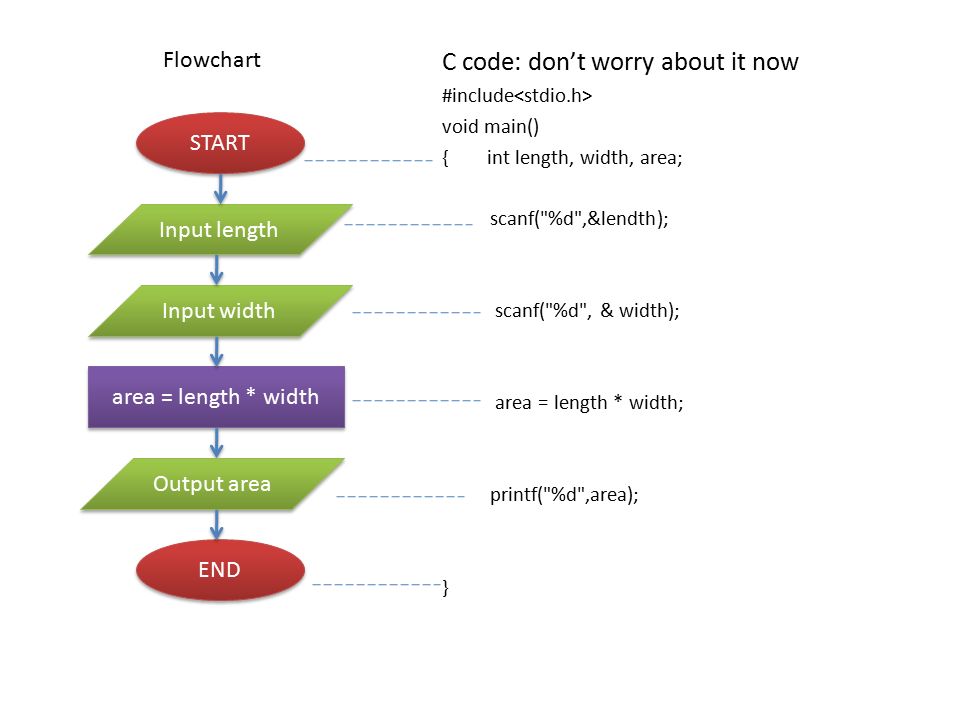 Flowchart
START
Input length
Input width
area = length * width
Output area
END
C code: don’t worry about it now
#include<stdio.h>
void main()
{ int length, width, area;
scanf("%d",&lendth);
scanf("%d", & width);
area = length * width;
printf("%d",area);
}